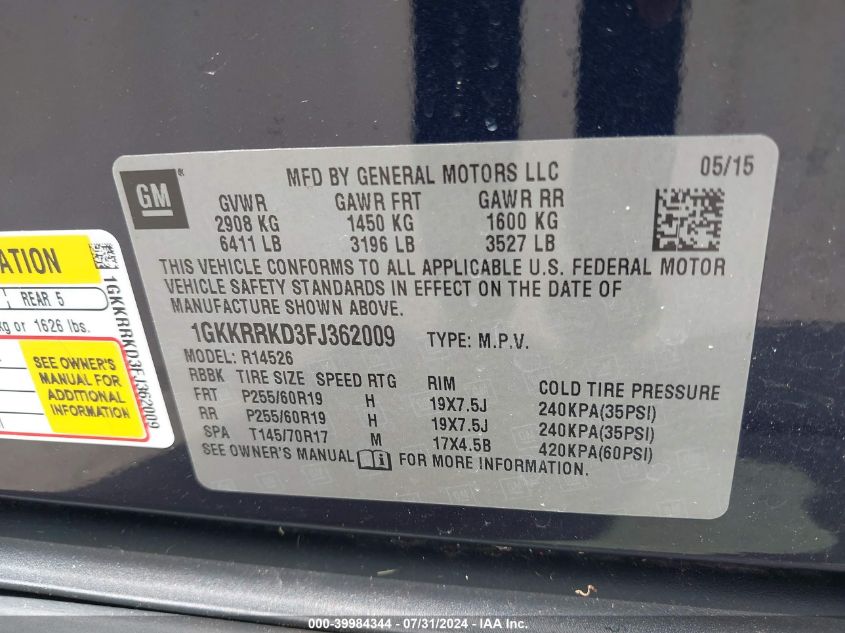 GM
MFD BY GENERAL MOTORS LLC
05/15
GVWR GAWR FRT GAWR RR
2908 KG 1450 KG 1600 KG
6411 LB 3196 LB 3527 LB
THIS VEHICLE CONFORMS TO ALL APPLICABLE U.S. FEDERAL MOTOR
VEHICLE SAFETY STANDARDS IN EFFECT ON THE DATE OF
MANUFACTURE SHOWN ABOVE.
1GKKRRKD3FJ362009 TYPE: M.P.V.
MODEL: R14526
RBBK TIRE SIZE SPEED RTG RIM COLD TIRE PRESSURE
FRT P255/60R19 H 19X7.5J 240KPA(35PSI)
RR P255/60R19 H 19X7.5J 240KPA(35PSI)
SPA T145/70R17 M 17X4.5B 420KPA(60PSI)
SEE OWNER'S MANUAL FOR MORE INFORMATION.
ATION
REAR 5
kg or 1626 lbs.
SEE OWNER'S
MANUAL FOR
ADDITIONAL
INFORMATION
1GKKRRKD3FJ362009
000-39984344 / 07/31/2024 - IAA Inc.